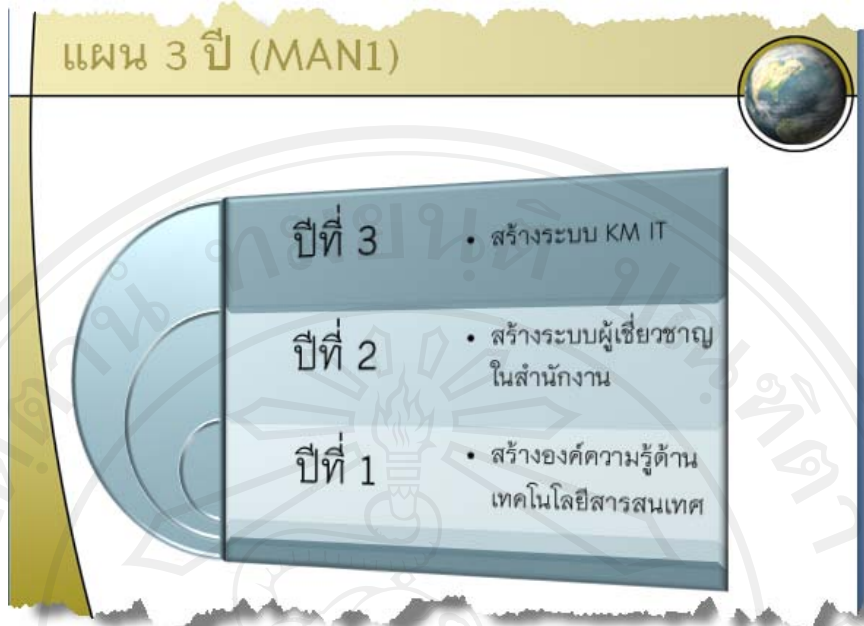 แผน 3 ปี (MAN1)
ปีที่ 3
• สร้างระบบ KM IT
ปีที่ 2
• สร้างระบบผู้เชี่ยวชาญ
ในสำนักงาน
ปีที่ 1
• สร้างองค์ความรู้ด้าน
เทคโนโลยีสารสนเทศ